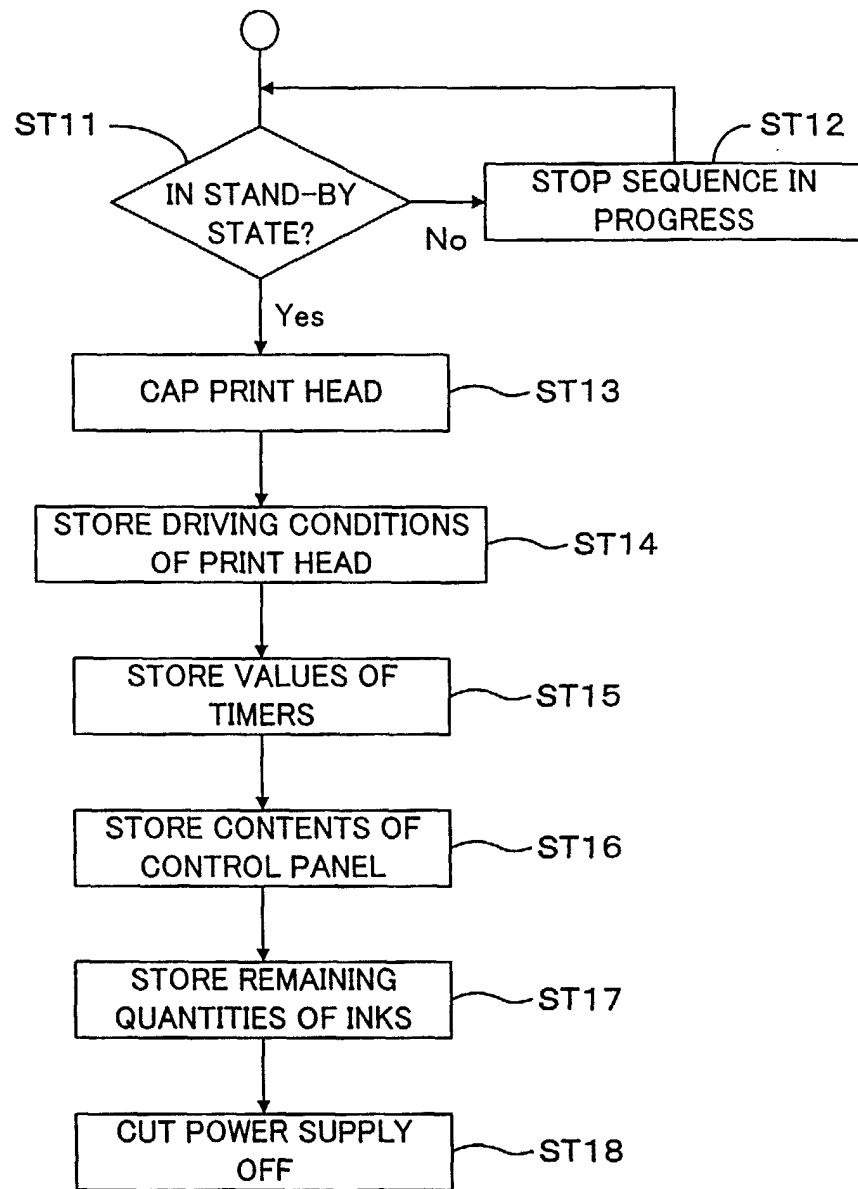 ST11
ST12
IN STAND-BY
STATE?
STOP SEQUENCE IN
PROGRESS
No
Yes
CAP PRINT HEAD
ST13
STORE DRIVING CONDITIONS
OF PRINT HEAD
ST14
STORE VALUES OF
TIMERS
ST15
STORE CONTENTS OF
CONTROL PANEL
ST16
STORE REMAINING
QUANTITIES OF INKS
ST17
CUT POWER SUPPLY
OFF
ST18